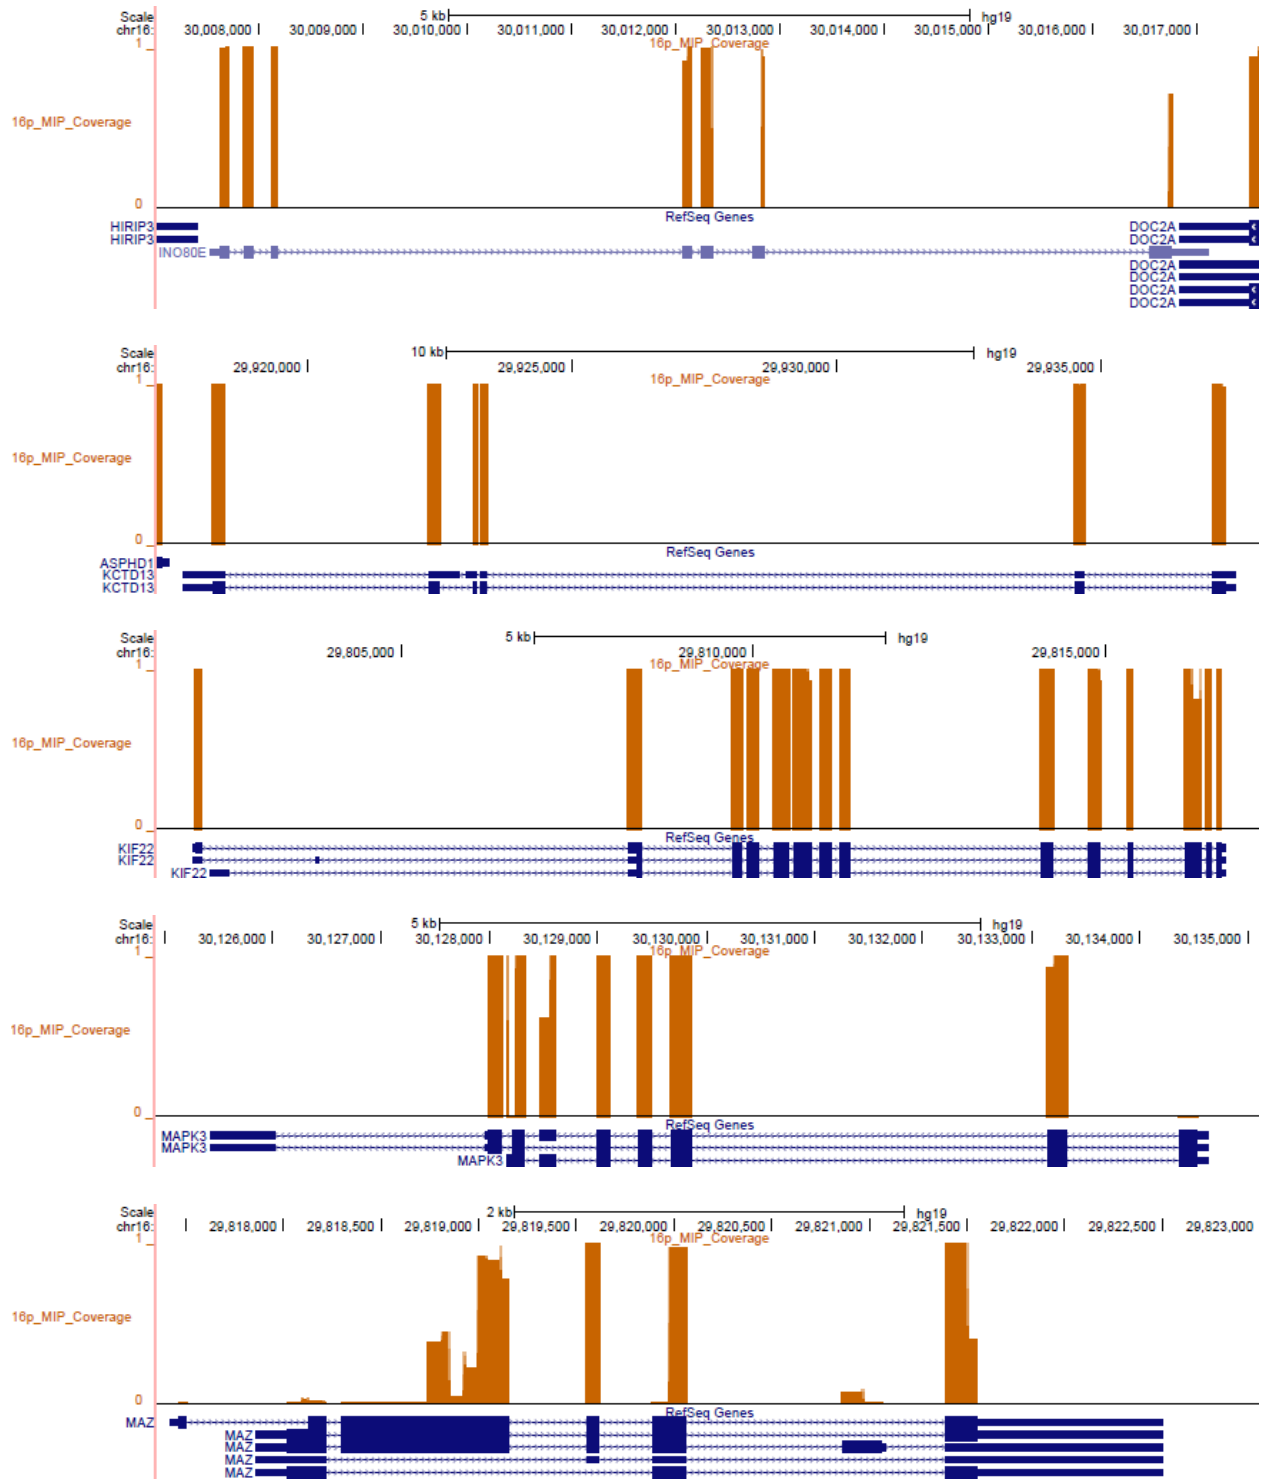 Scale 5 kb hg19
chr16: 30,008,000 30,009,000 30,010,000 30,011,000 30,012,000 30,013,000 30,014,000 30,015,000 30,016,000 30,017,000
1 _ 16p_MIP_Coverage
16p_MIP_Coverage
0 _
RefSeq Genes
HIRIP3 DOC2A
HIRIP3 DOC2A
INO80E
DOC2A
DOC2A
DOC2A
DOC2A
Scale 10 kb hg19
chr16: 29,920,000 29,925,000 29,930,000 29,935,000
1 _ 16p_MIP_Coverage
16p_MIP_Coverage
0 _
RefSeq Genes
ASPHD1
KCTD13
KCTD13
Scale 5 kb hg19
chr16: 29,805,000 29,810,000 29,815,000
1 _ 16p_MIP_Coverage
16p_MIP_Coverage
0 _
RefSeq Genes
KIF22
KIF22
KIF22
Scale 5 kb hg19
chr16: 30,126,000 30,127,000 30,128,000 30,129,000 30,130,000 30,131,000 30,132,000 30,133,000 30,134,000 30,135,000
1 _ 16p_MIP_Coverage
16p_MIP_Coverage
0 _
RefSeq Genes
MAPK3
MAPK3
MAPK3
Scale 2 kb hg19
chr16: 29,818,000 29,818,500 29,819,000 29,819,500 29,820,000 29,820,500 29,821,000 29,821,500 29,822,000 29,822,500 29,823,000
1 _ 16p_MIP_Coverage
16p_MIP_Coverage
0 _
RefSeq Genes
MAZ
MAZ
MAZ
MAZ
MAZ